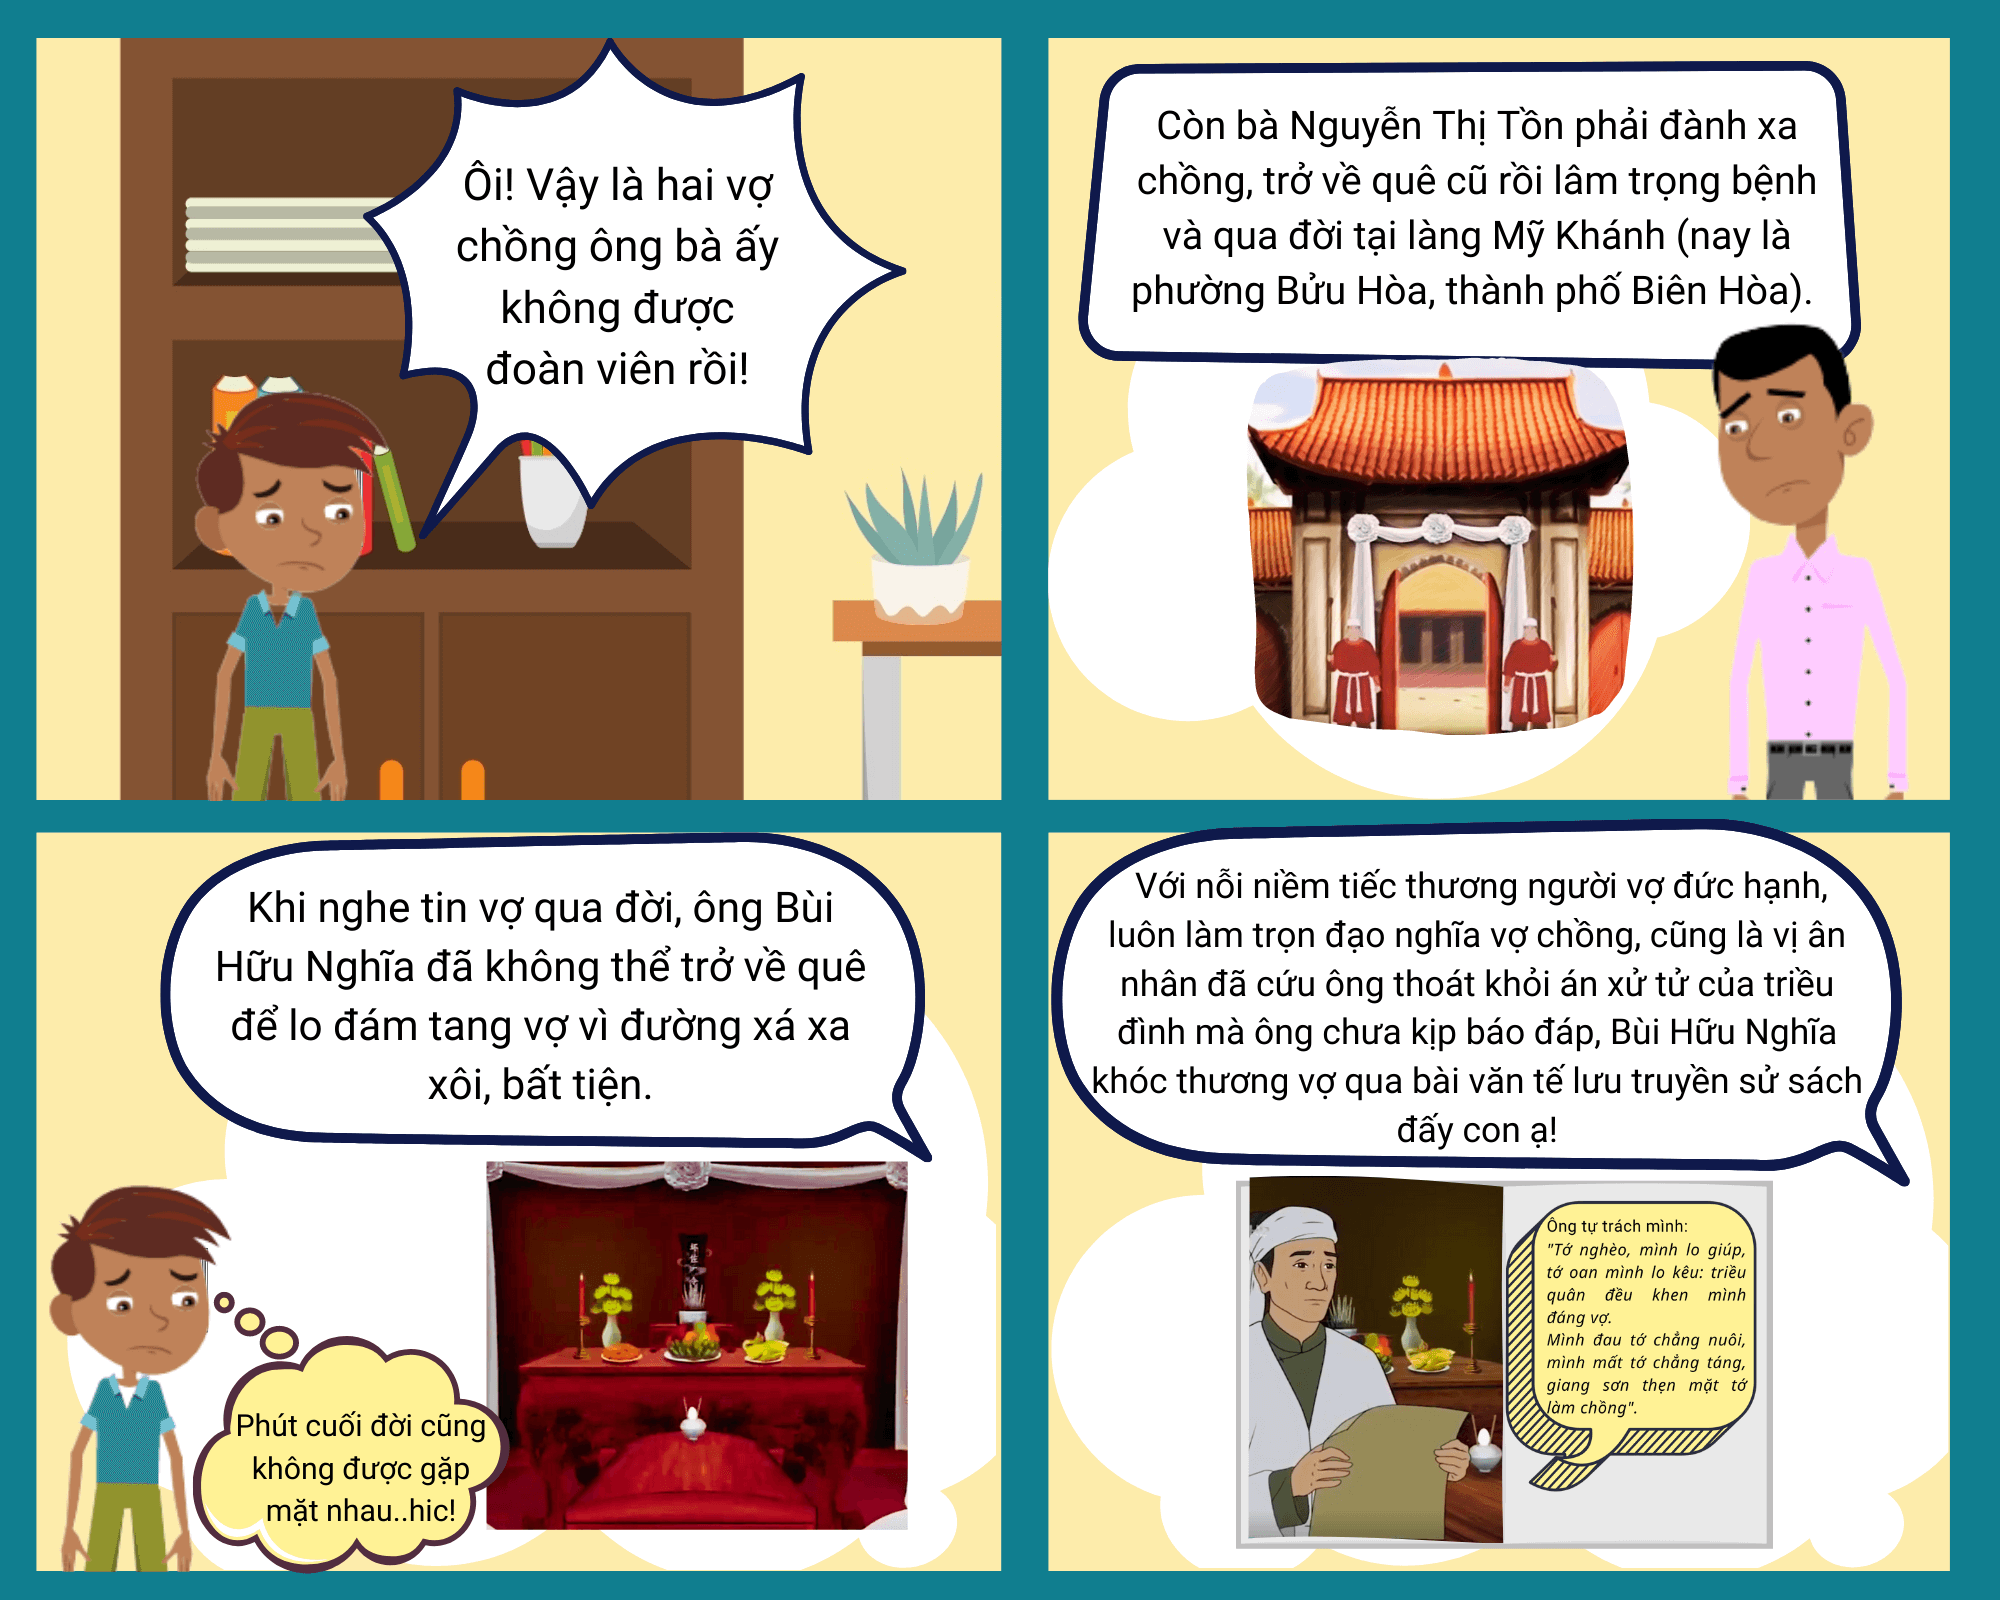 Ôi! Vậy là hai vợ
chồng ông bà ấy
không được
đoàn viên rồi!
Còn bà Nguyễn Thị Tồn phải đành xa
chồng, trở về quê cũ rồi lâm trọng bệnh
và qua đời tại làng Mỹ Khánh (nay là
phường Bửu Hòa, thành phố Biên Hòa).
Khi nghe tin vợ qua đời, ông Bùi
Hữu Nghĩa đã không thể trở về quê
để lo đám tang vợ vì đường xá xa
xôi, bất tiện.
Phút cuối đời cũng
không được gặp
mặt nhau..hic!
Với nỗi niềm tiếc thương người vợ đức hạnh,
luôn làm trọn đạo nghĩa vợ chồng, cũng là vị ân
nhân đã cứu ông thoát khỏi án xử tử của triều
đình mà ông chưa kịp báo đáp, Bùi Hữu Nghĩa
khóc thương vợ qua bài văn tế lưu truyền sử sách
đấy con ạ!
Ông tự trách mình:
"Tớ nghèo, mình lo giúp,
tớ oan mình lo kêu: triều
quân đều khen mình
đáng vợ.
Mình đau tớ chẳng nuôi,
mình mất tớ chẳng táng,
giang sơn thẹn mặt tớ
làm chồng".